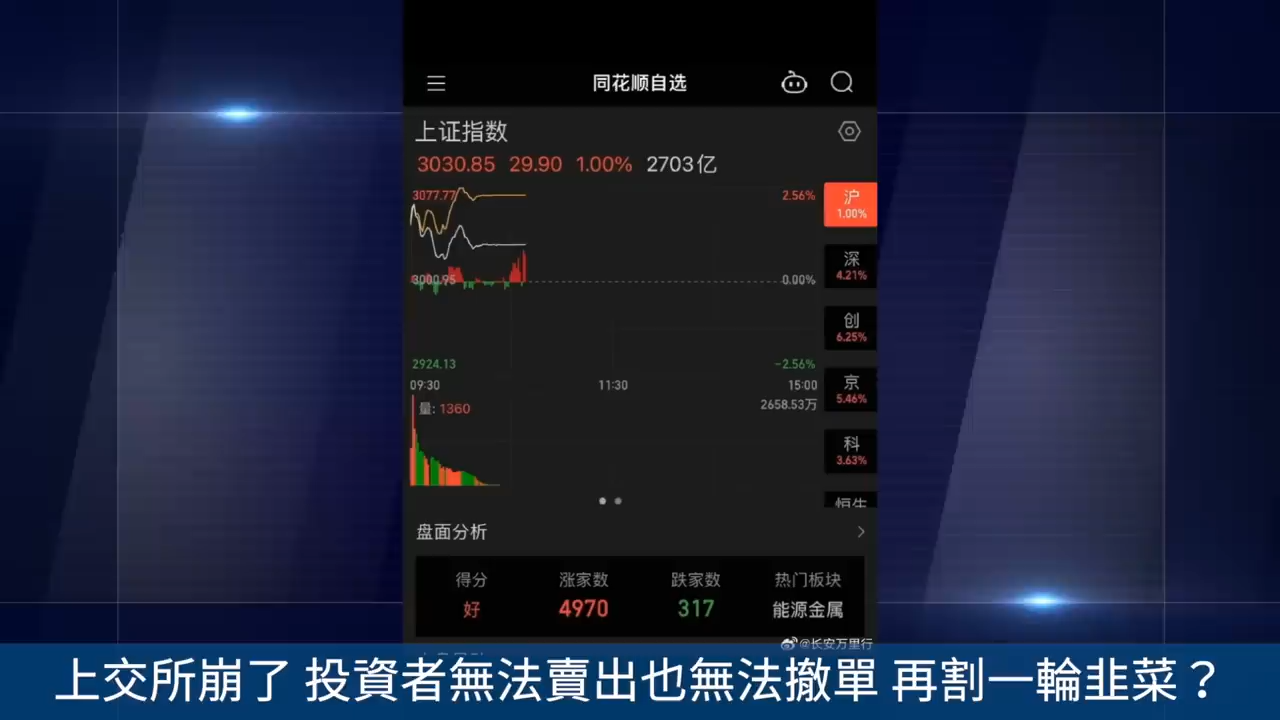 同花顺自选
上证指数
3030.85 29.90 1.00% 2703亿
3077.77 2.56%
沪
1.00%
3000.95 0.00%
深
4.21%
创
6.25%
2924.13 -2.56%
09:30 11:30 15:00
京
5.46%
量: 1360 2658.53万
科
3.63%
恒生
盘面分析
得分 涨家数 跌家数 热门板块
好 4970 317 能源金属
@长安万里行
上交所崩了 投資者無法賣出也無法撤單 再割一輪韭菜？